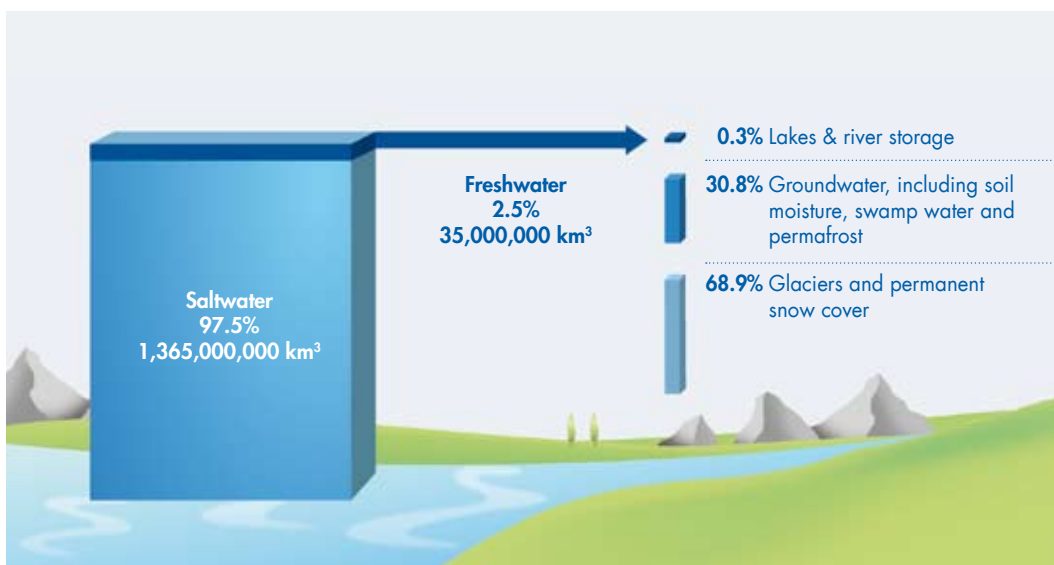 0.3% Lakes & river storage
Freshwater
2.5%
35,000,000 km³
30.8% Groundwater, including soil
moisture, swamp water and
permafrost
68.9% Glaciers and permanent
snow cover
Saltwater
97.5%
1,365,000,000 km³